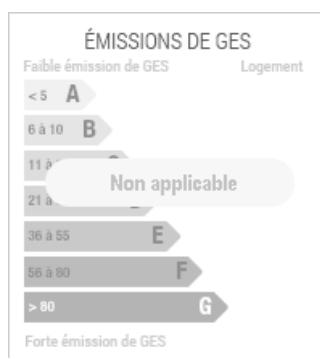 ÉMISSIONS DE GES
Faible émission de GES Logement
< 5 A
6 à 10 B
11 à
Non applicable
21 à
36 à 55 E
56 à 80 F
> 80 G
Forte émission de GES